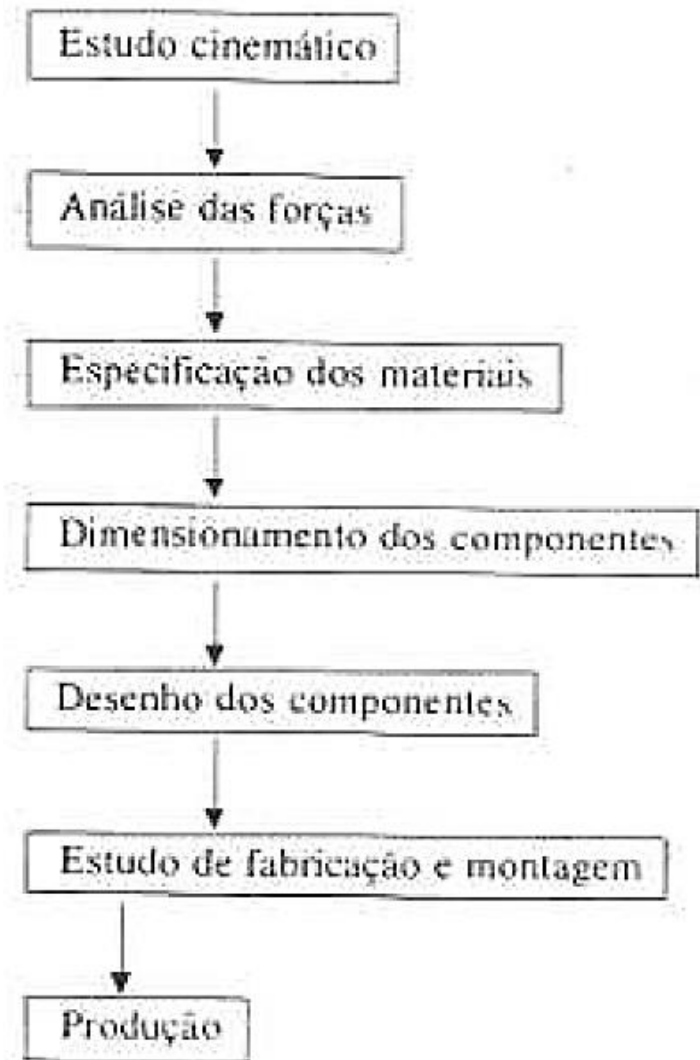 Estudo cinemático
Análise das forças
Especificação dos materiais
Dimensionamento dos componentes
Desenho dos componentes
Estudo de fabricação e montagem
Produção